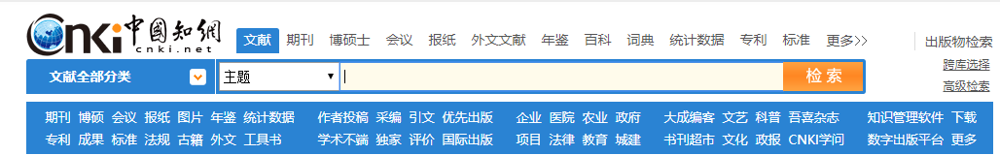 Cnki 中國知網
cnki.net
文献 期刊 博硕士 会议 报纸 外文文献 年鉴 百科 词典 统计数据 专利 标准 更多>> 出版物检索
文献全部分类 主题 检索 跨库选择
高级检索
期刊 博硕 会议 报纸 图片 年鉴 统计数据 作者投稿 采编 引文 优先出版 企业 医院 农业 政府 大成编客 文艺 科普 吾喜杂志 知识管理软件 下载
专利 成果 标准 法规 古籍 外文 工具书 学术不端 独家 评价 国际出版 项目 法律 教育 城建 书刊超市 文化 政报 CNKI学问 数字出版平台 更多